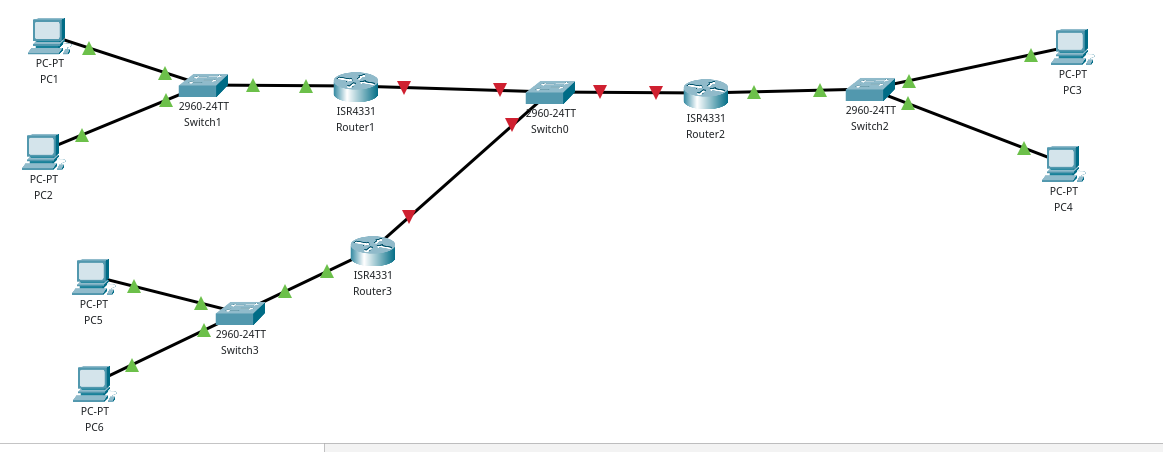 PC-PT
PC1
2960-24TT
Switch1
ISR4331
Router1
2960-24TT
Switch0
ISR4331
Router2
2960-24TT
Switch2
PC-PT
PC3
PC-PT
PC2
PC-PT
PC4
PC-PT
PC5
ISR4331
Router3
2960-24TT
Switch3
PC-PT
PC6